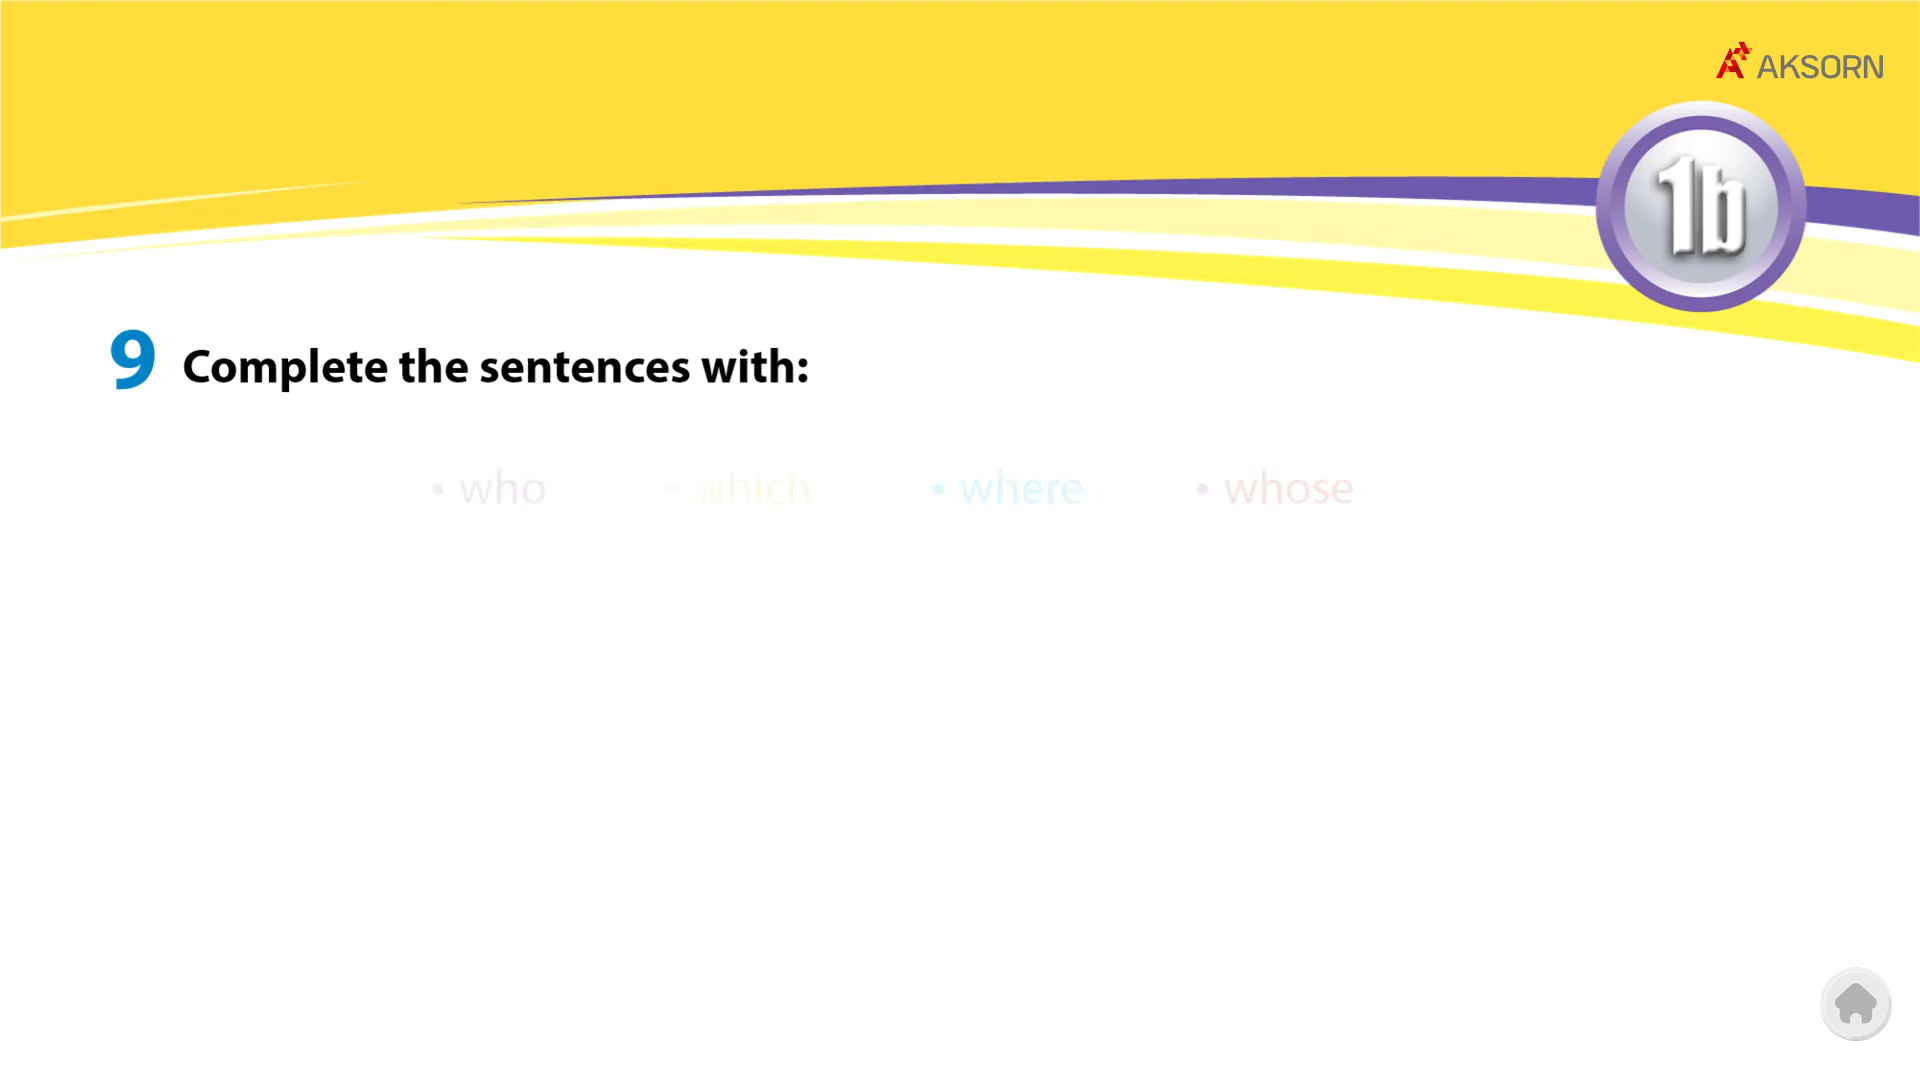 AKSORN
1b
9 Complete the sentences with:
• who • which • where • whose